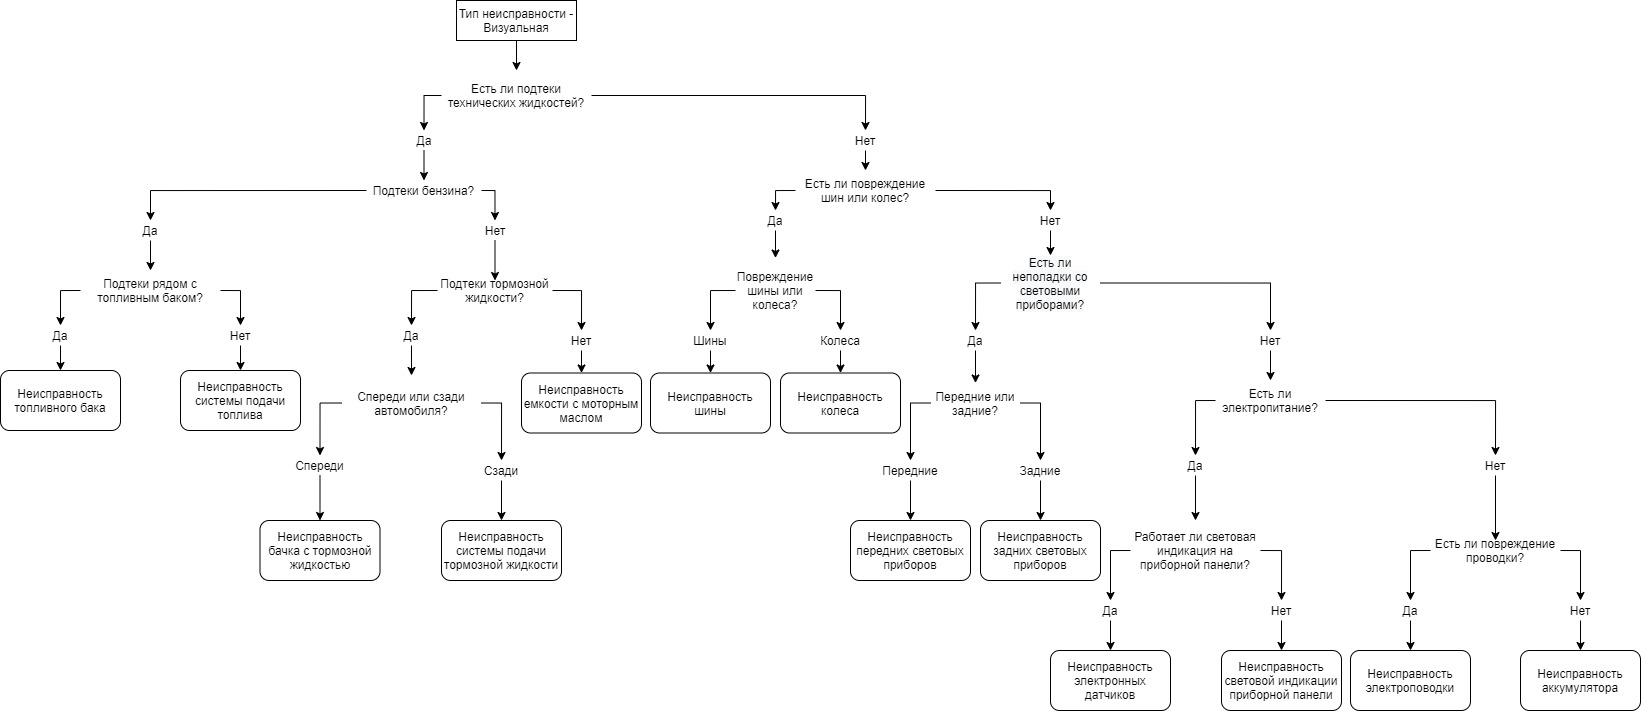 Тип неисправности -
Визуальная
Есть ли подтеки
технических жидкостей?
Да
Нет
Подтеки бензина?
Есть ли повреждение
шин или колес?
Да
Нет
Да
Нет
Подтеки рядом с
топливным баком?
Подтеки тормозной
жидкости?
Повреждение
шины или
колеса?
Есть ли
неполадки со
световыми
приборами?
Да
Нет
Да
Нет
Шины
Колеса
Да
Нет
Неисправность
топливного бака
Неисправность
системы подачи
топлива
Спереди или сзади
автомобиля?
Неисправность
емкости с моторным
маслом
Неисправность
шины
Неисправность
колеса
Передние или
задние?
Есть ли
электропитание?
Спереди
Сзади
Передние
Задние
Да
Нет
Неисправность
бачка с тормозной
жидкостью
Неисправность
системы подачи
тормозной жидкости
Неисправность
передних световых
приборов
Неисправность
задних световых
приборов
Работает ли световая
индикация на
приборной панели?
Есть ли повреждение
проводки?
Да
Нет
Да
Нет
Неисправность
электронных
датчиков
Неисправность
световой индикации
приборной панели
Неисправность
электроповодки
Неисправность
аккумулятора